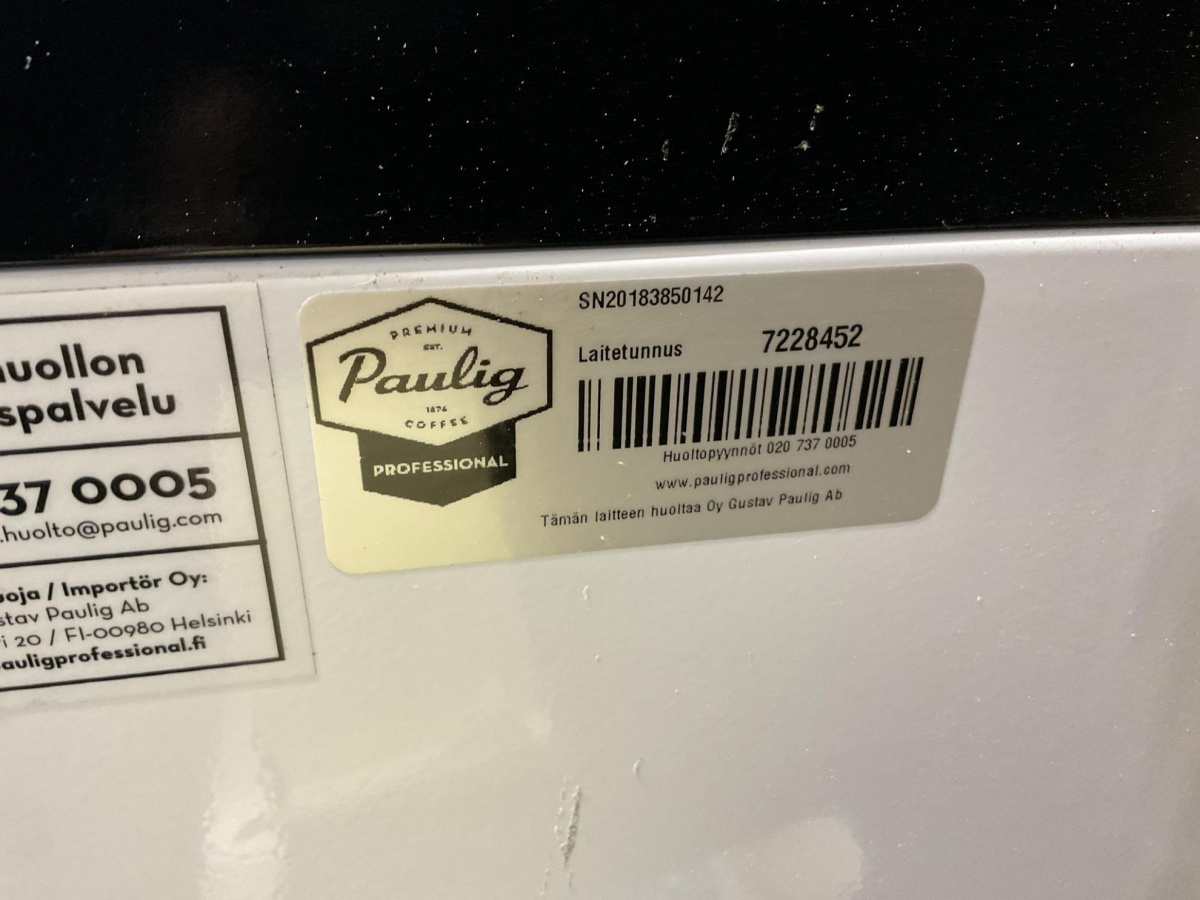 uollon
spalvelu
37 0005
.huolto@paulig.com
oja / Importör Oy:
stav Paulig Ab
i 20 / FI-00980 Helsinki
auligprofessional.fi
PREMIUM
EST.
Paulig
1876
COFFEE
PROFESSIONAL
SN20183850142
Laitetunnus 7228452
Huoltopyynnöt 020 737 0005
www.pauligprofessional.com
Tämän laitteen huoltaa Oy Gustav Paulig Ab